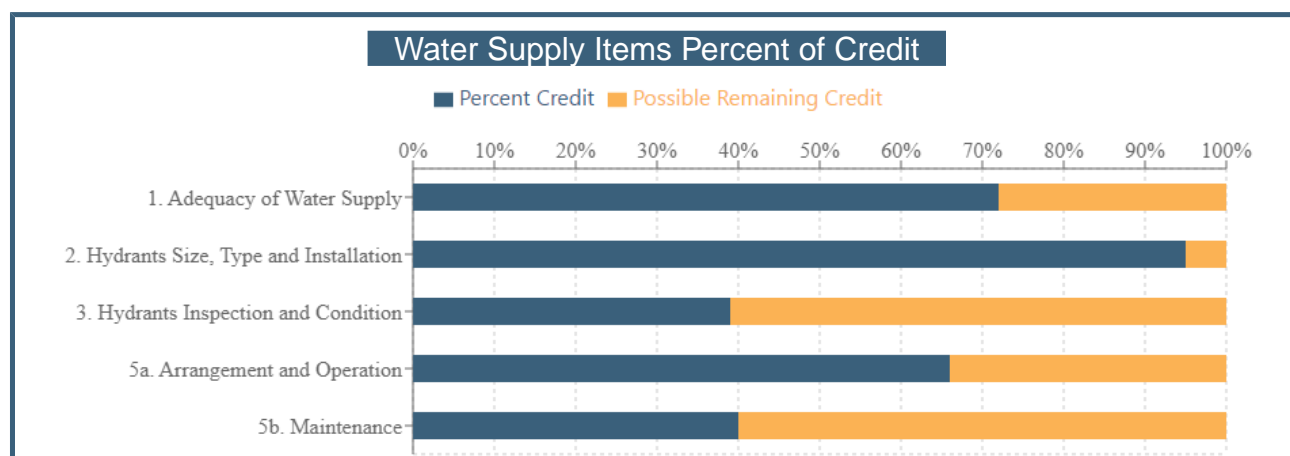 Water Supply Items Percent of Credit
Percent Credit Possible Remaining Credit
0% 10% 20% 30% 40% 50% 60% 70% 80% 90% 100%
1. Adequacy of Water Supply
2. Hydrants Size, Type and Installation
3. Hydrants Inspection and Condition
5a. Arrangement and Operation
5b. Maintenance